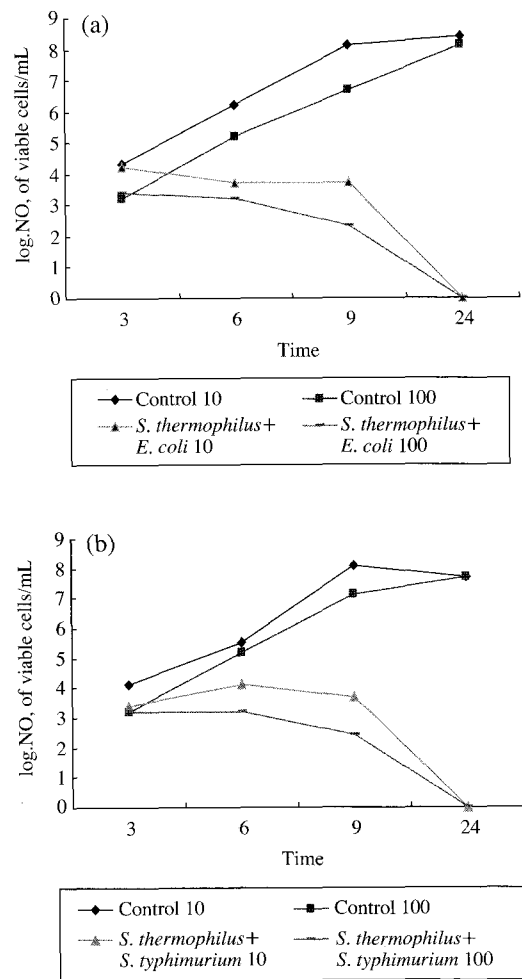 (a)
9
8
7
6
5
4
3
2
1
0
log.NO, of viable cells/mL
3 6 9 24
Time
Control 10 Control 100
S. thermophilus+ S. thermophilus+
E. coli 10 E. coli 100
(b)
9
8
7
6
5
4
3
2
1
0
log.NO, of viable cells/mL
3 6 9 24
Time
Control 10 Control 100
S. thermophilus+ S. thermophilus+
S. typhimurium 10 S. typhimurium 100